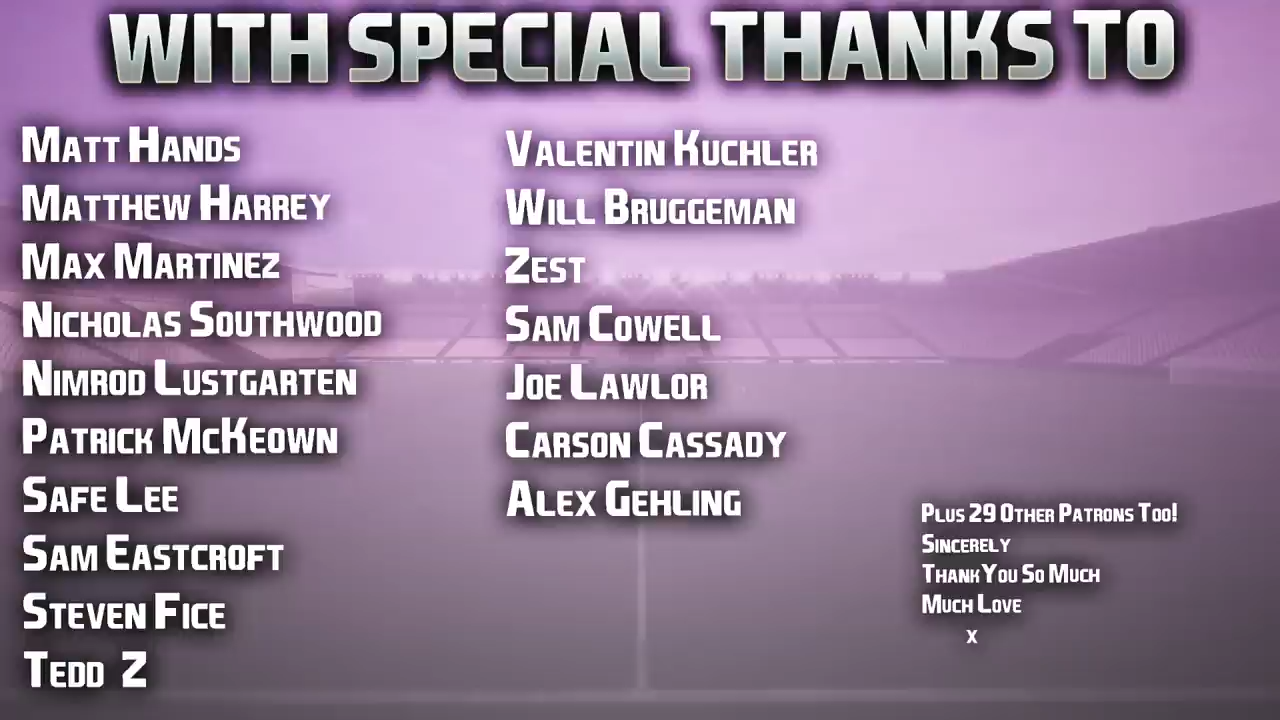 WITH SPECIAL THANKS TO
MATT HANDS
MATTHEW HARREY
MAX MARTINEZ
NICHOLAS SOUTHWOOD
NIMROD LUSTGARTEN
PATRICK MCKEOWN
SAFE LEE
SAM EASTCROFT
STEVEN FICE
TEDD Z
VALENTIN KUCHLER
WILL BRUGGEMAN
ZEST
SAM COWELL
JOE LAWLOR
CARSON CASSADY
ALEX GEHLING
PLUS 29 OTHER PATRONS TOO!
SINCERELY
THANK YOU SO MUCH
MUCH LOVE
X